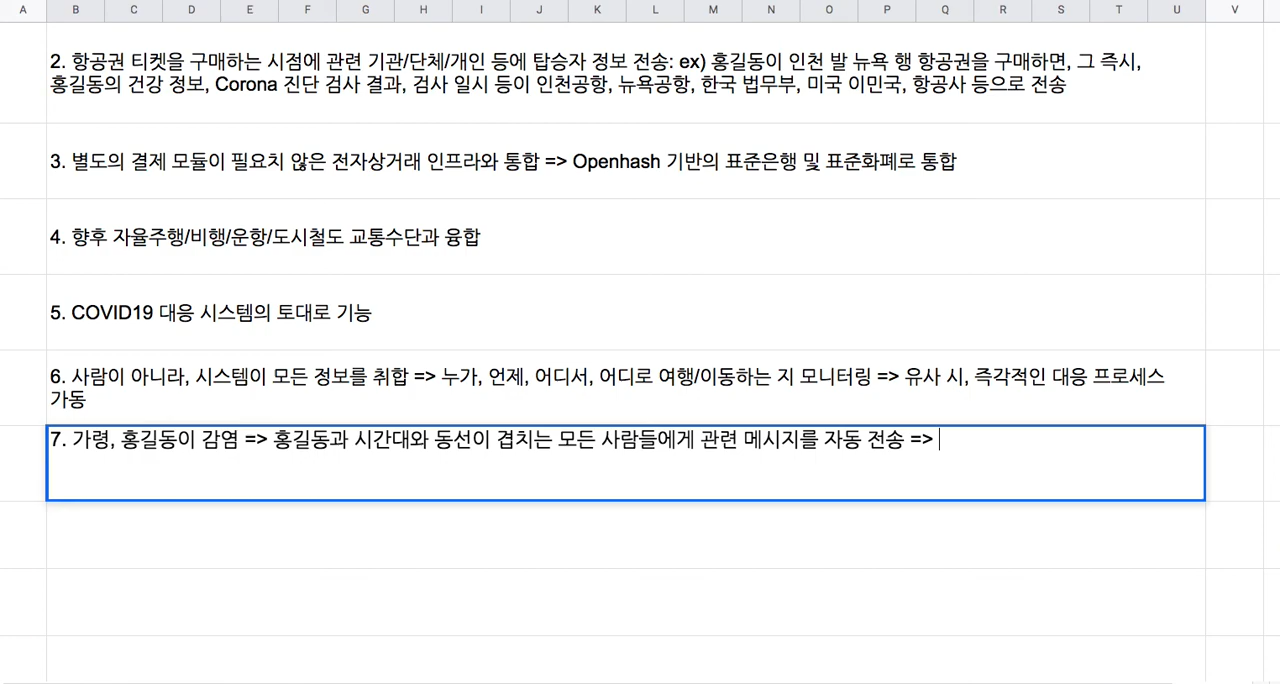 A B C D E F G H I J K L M N O P Q R S T U V
2. 항공권 티켓을 구매하는 시점에 관련 기관/단체/개인 등에 탑승자 정보 전송: ex) 홍길동이 인천 발 뉴욕 행 항공권을 구매하면, 그 즉시,
홍길동의 건강 정보, Corona 진단 검사 결과, 검사 일시 등이 인천공항, 뉴욕공항, 한국 법무부, 미국 이민국, 항공사 등으로 전송
3. 별도의 결제 모듈이 필요치 않은 전자상거래 인프라와 통합 => Openhash 기반의 표준은행 및 표준화폐로 통합
4. 향후 자율주행/비행/운항/도시철도 교통수단과 융합
5. COVID19 대응 시스템의 토대로 기능
6. 사람이 아니라, 시스템이 모든 정보를 취합 => 누가, 언제, 어디서, 어디로 여행/이동하는 지 모니터링 => 유사 시, 즉각적인 대응 프로세스
가동
7. 가령, 홍길동이 감염 => 홍길동과 시간대와 동선이 겹치는 모든 사람들에게 관련 메시지를 자동 전송 =>